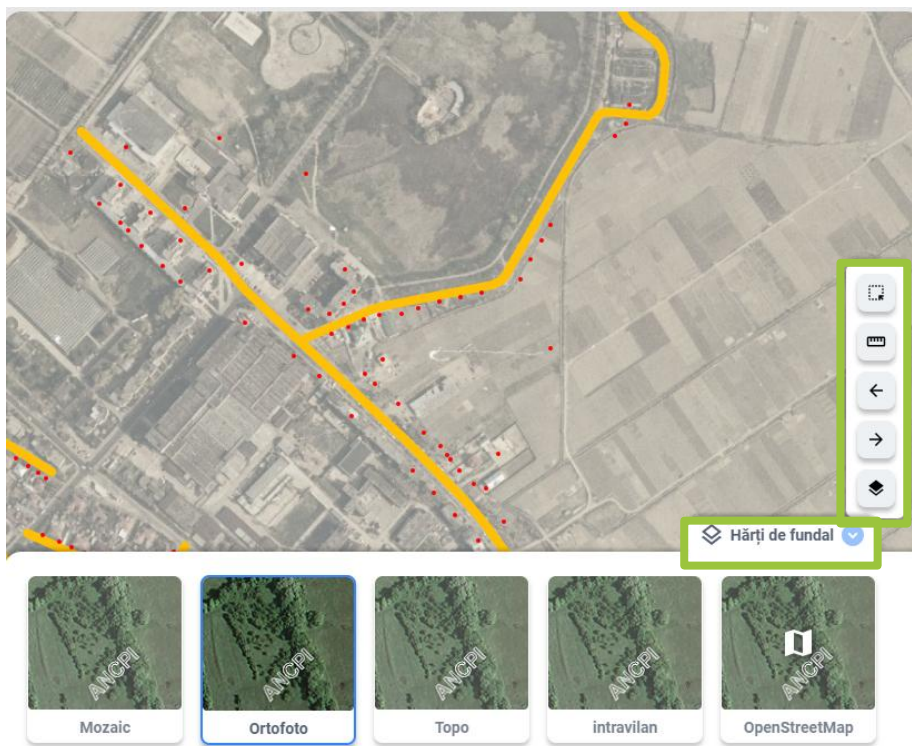 Hărți de fundal
ANCPI
ANCPI
ANCPI
ANCPI
ANCPI
Mozaic
Ortofoto
Topo
intravilan
OpenStreetMap